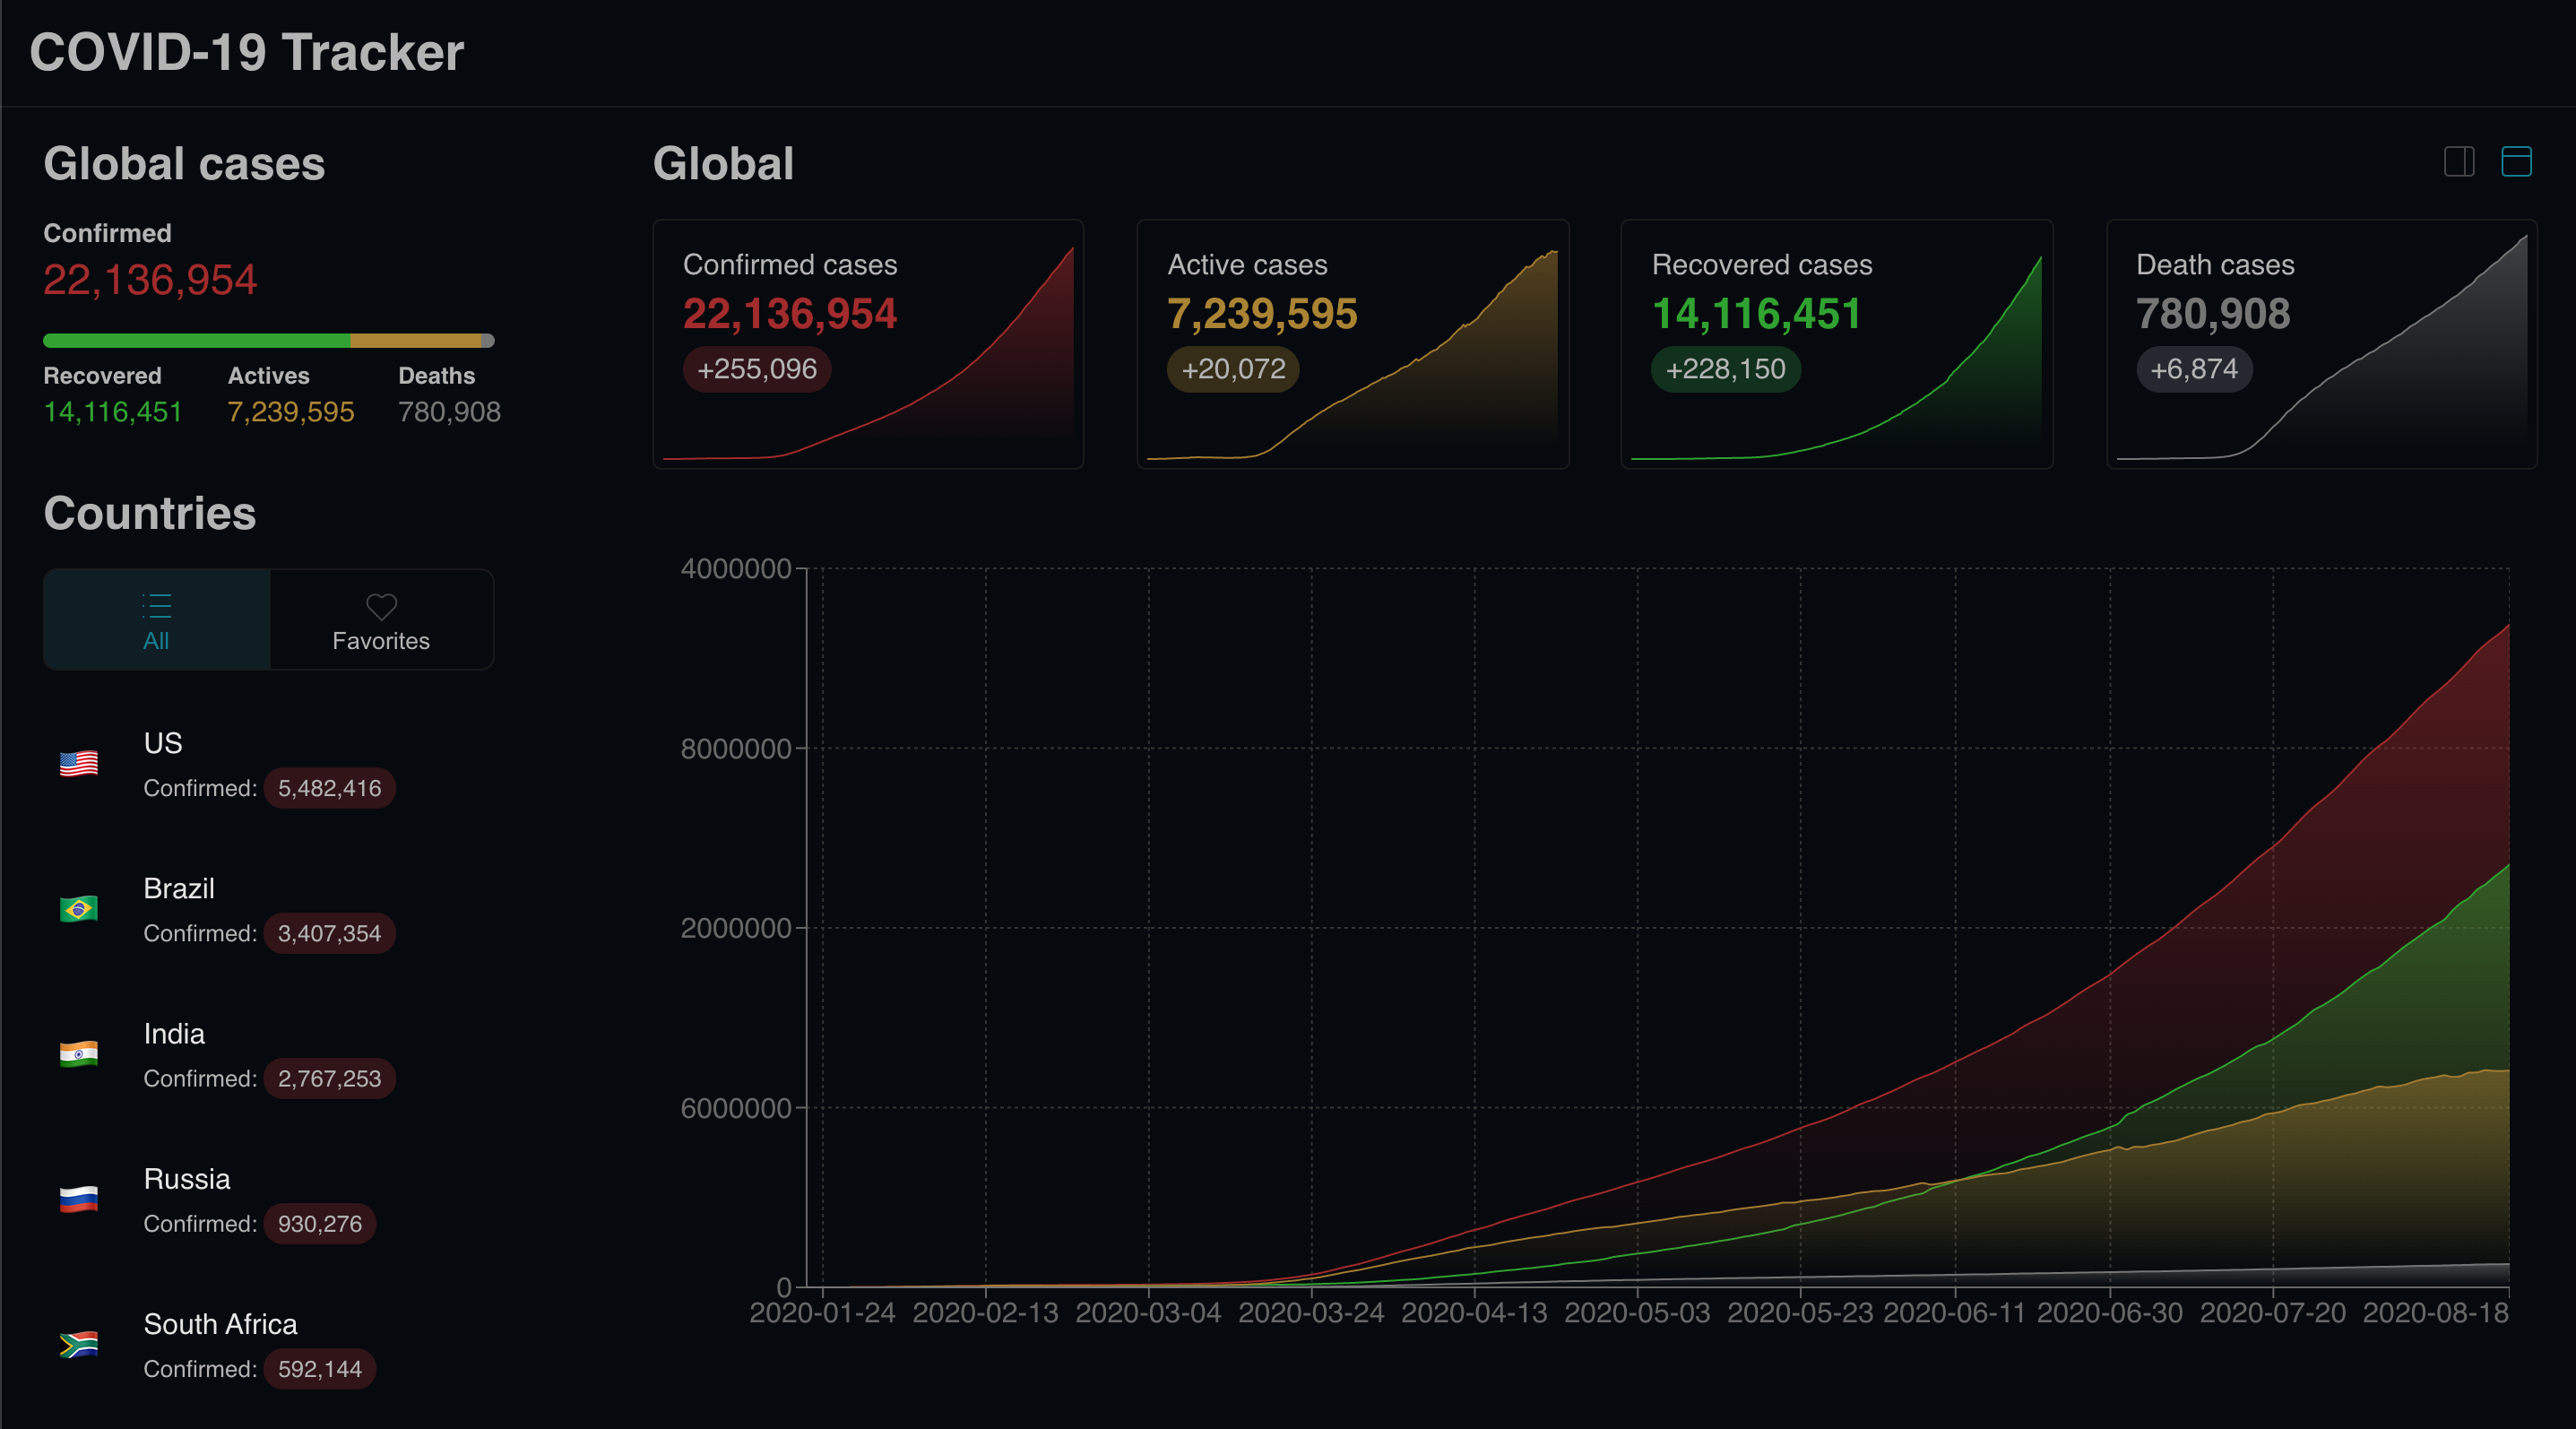 COVID-19 Tracker
Global cases
Confirmed
22,136,954
Recovered Actives Deaths
14,116,451 7,239,595 780,908
Countries
All
Favorites
US
Confirmed: 5,482,416
Brazil
Confirmed: 3,407,354
India
Confirmed: 2,767,253
Russia
Confirmed: 930,276
South Africa
Confirmed: 592,144
Global
Confirmed cases
22,136,954
+255,096
Active cases
7,239,595
+20,072
Recovered cases
14,116,451
+228,150
Death cases
780,908
+6,874
4000000
8000000
2000000
6000000
0
2020-01-24 2020-02-13 2020-03-04 2020-03-24 2020-04-13 2020-05-03 2020-05-23 2020-06-11 2020-06-30 2020-07-20 2020-08-18